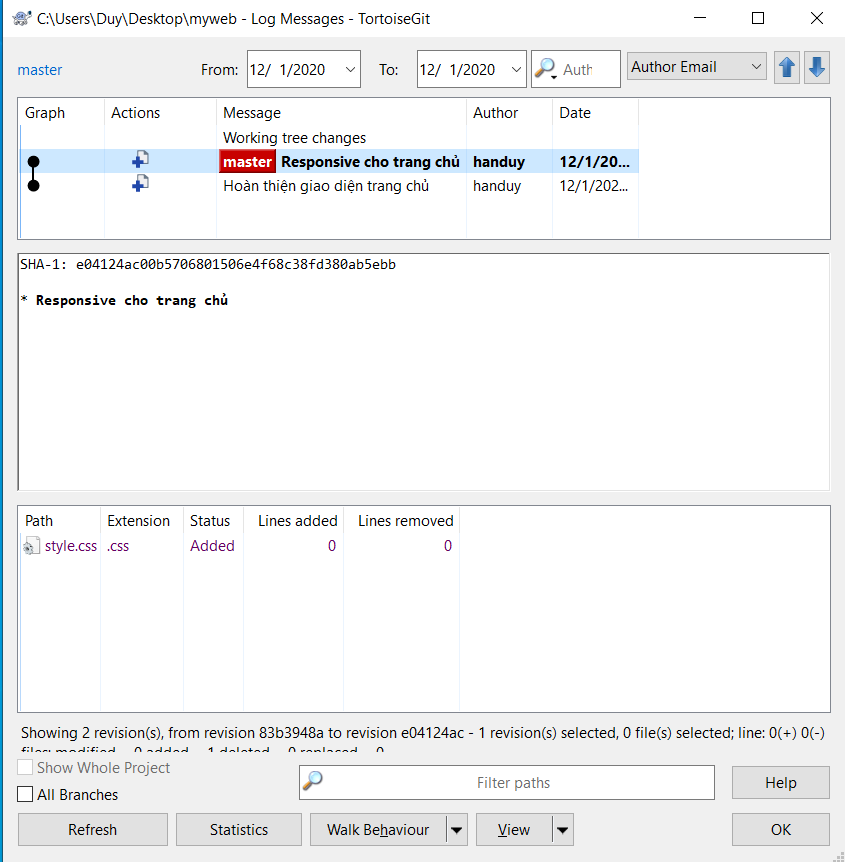 C:\Users\Duy\Desktop\myweb - Log Messages - TortoiseGit
master From: 12/ 1/2020 To: 12/ 1/2020 Auth Author Email
Graph Actions Message Author Date
Working tree changes
master Responsive cho trang chủ handuy 12/1/20...
Hoàn thiện giao diện trang chủ handuy 12/1/202...
SHA-1: e04124ac00b5706801506e4f68c38fd380ab5ebb
* Responsive cho trang chủ
Path Extension Status Lines added Lines removed
style.css .css Added 0 0
Showing 2 revision(s), from revision 83b3948a to revision e04124ac - 1 revision(s) selected, 0 file(s) selected; line: 0(+) 0(-)
files: modified = 0 added = 1 deleted = 0 replaced = 0
Show Whole Project
All Branches
Filter paths
Help
Refresh Statistics Walk Behaviour View OK